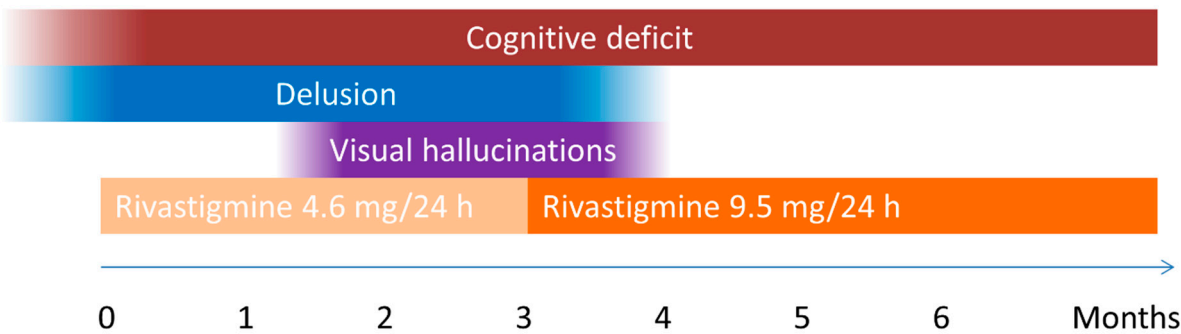 Cognitive deficit
Delusion
Visual hallucinations
Rivastigmine 4.6 mg/24 h Rivastigmine 9.5 mg/24 h
0 1 2 3 4 5 6 Months